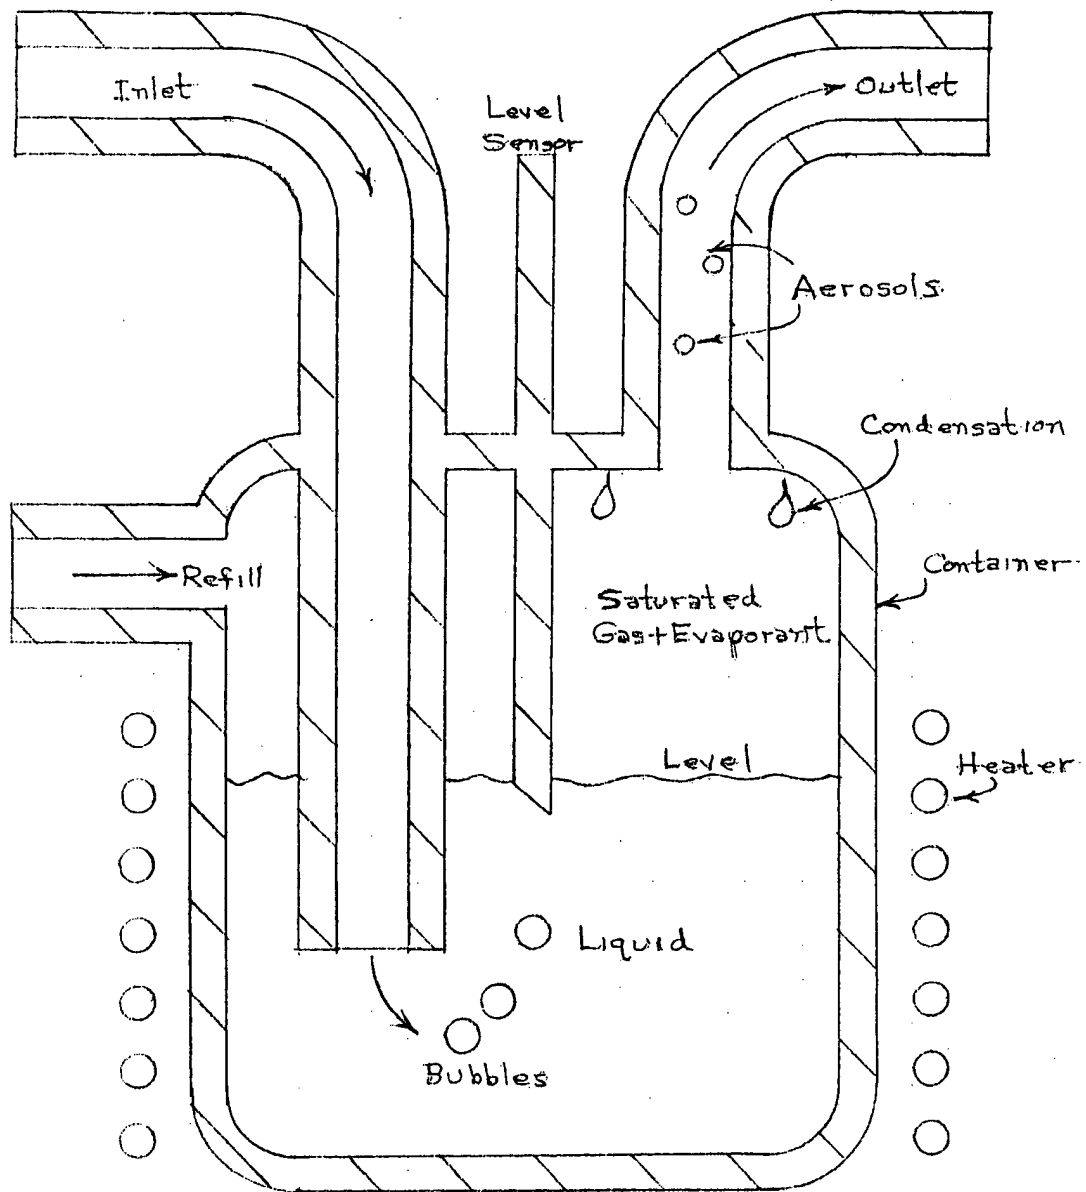 Inlet
Outlet
Level
Sensor
Aerosols
Condensation
Refill
Container
Saturated
Gas+Evaporant
Level
Heater
Liquid
Bubbles